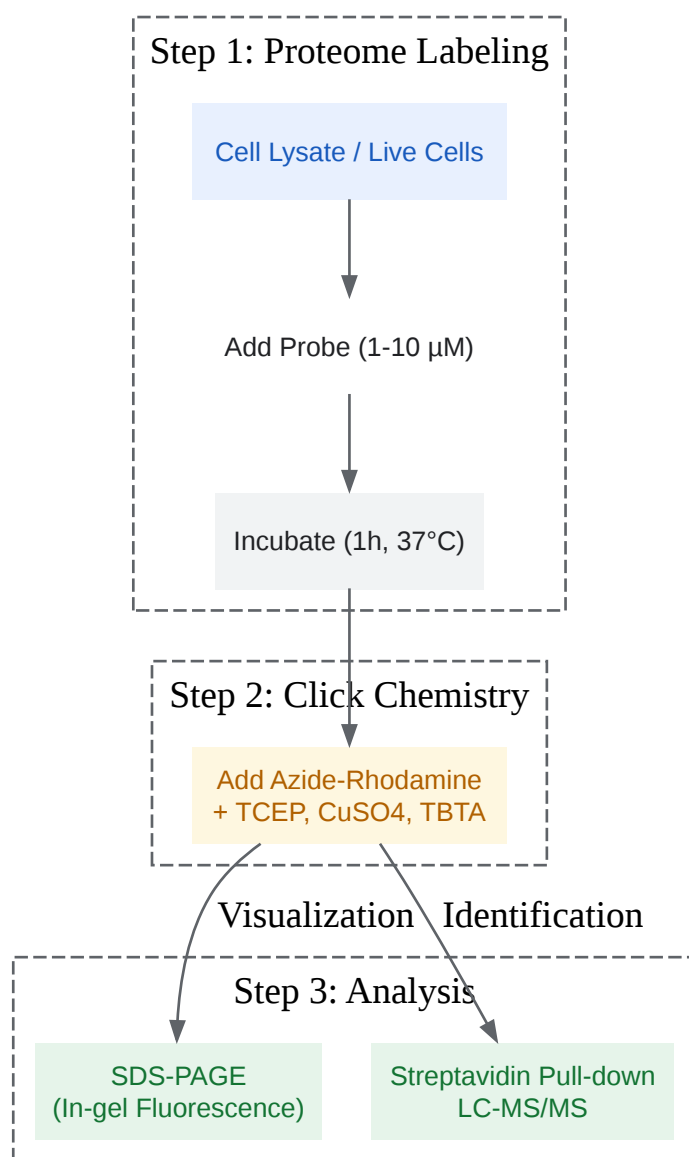 Step 1: Proteome Labeling
Cell Lysate / Live Cells
Add Probe (1-10 µM)
Incubate (1h, 37°C)
Step 2: Click Chemistry
Add Azide-Rhodamine
+ TCEP, CuSO4, TBTA
Visualization
Identification
Step 3: Analysis
SDS-PAGE
(In-gel Fluorescence)
Streptavidin Pull-down
LC-MS/MS